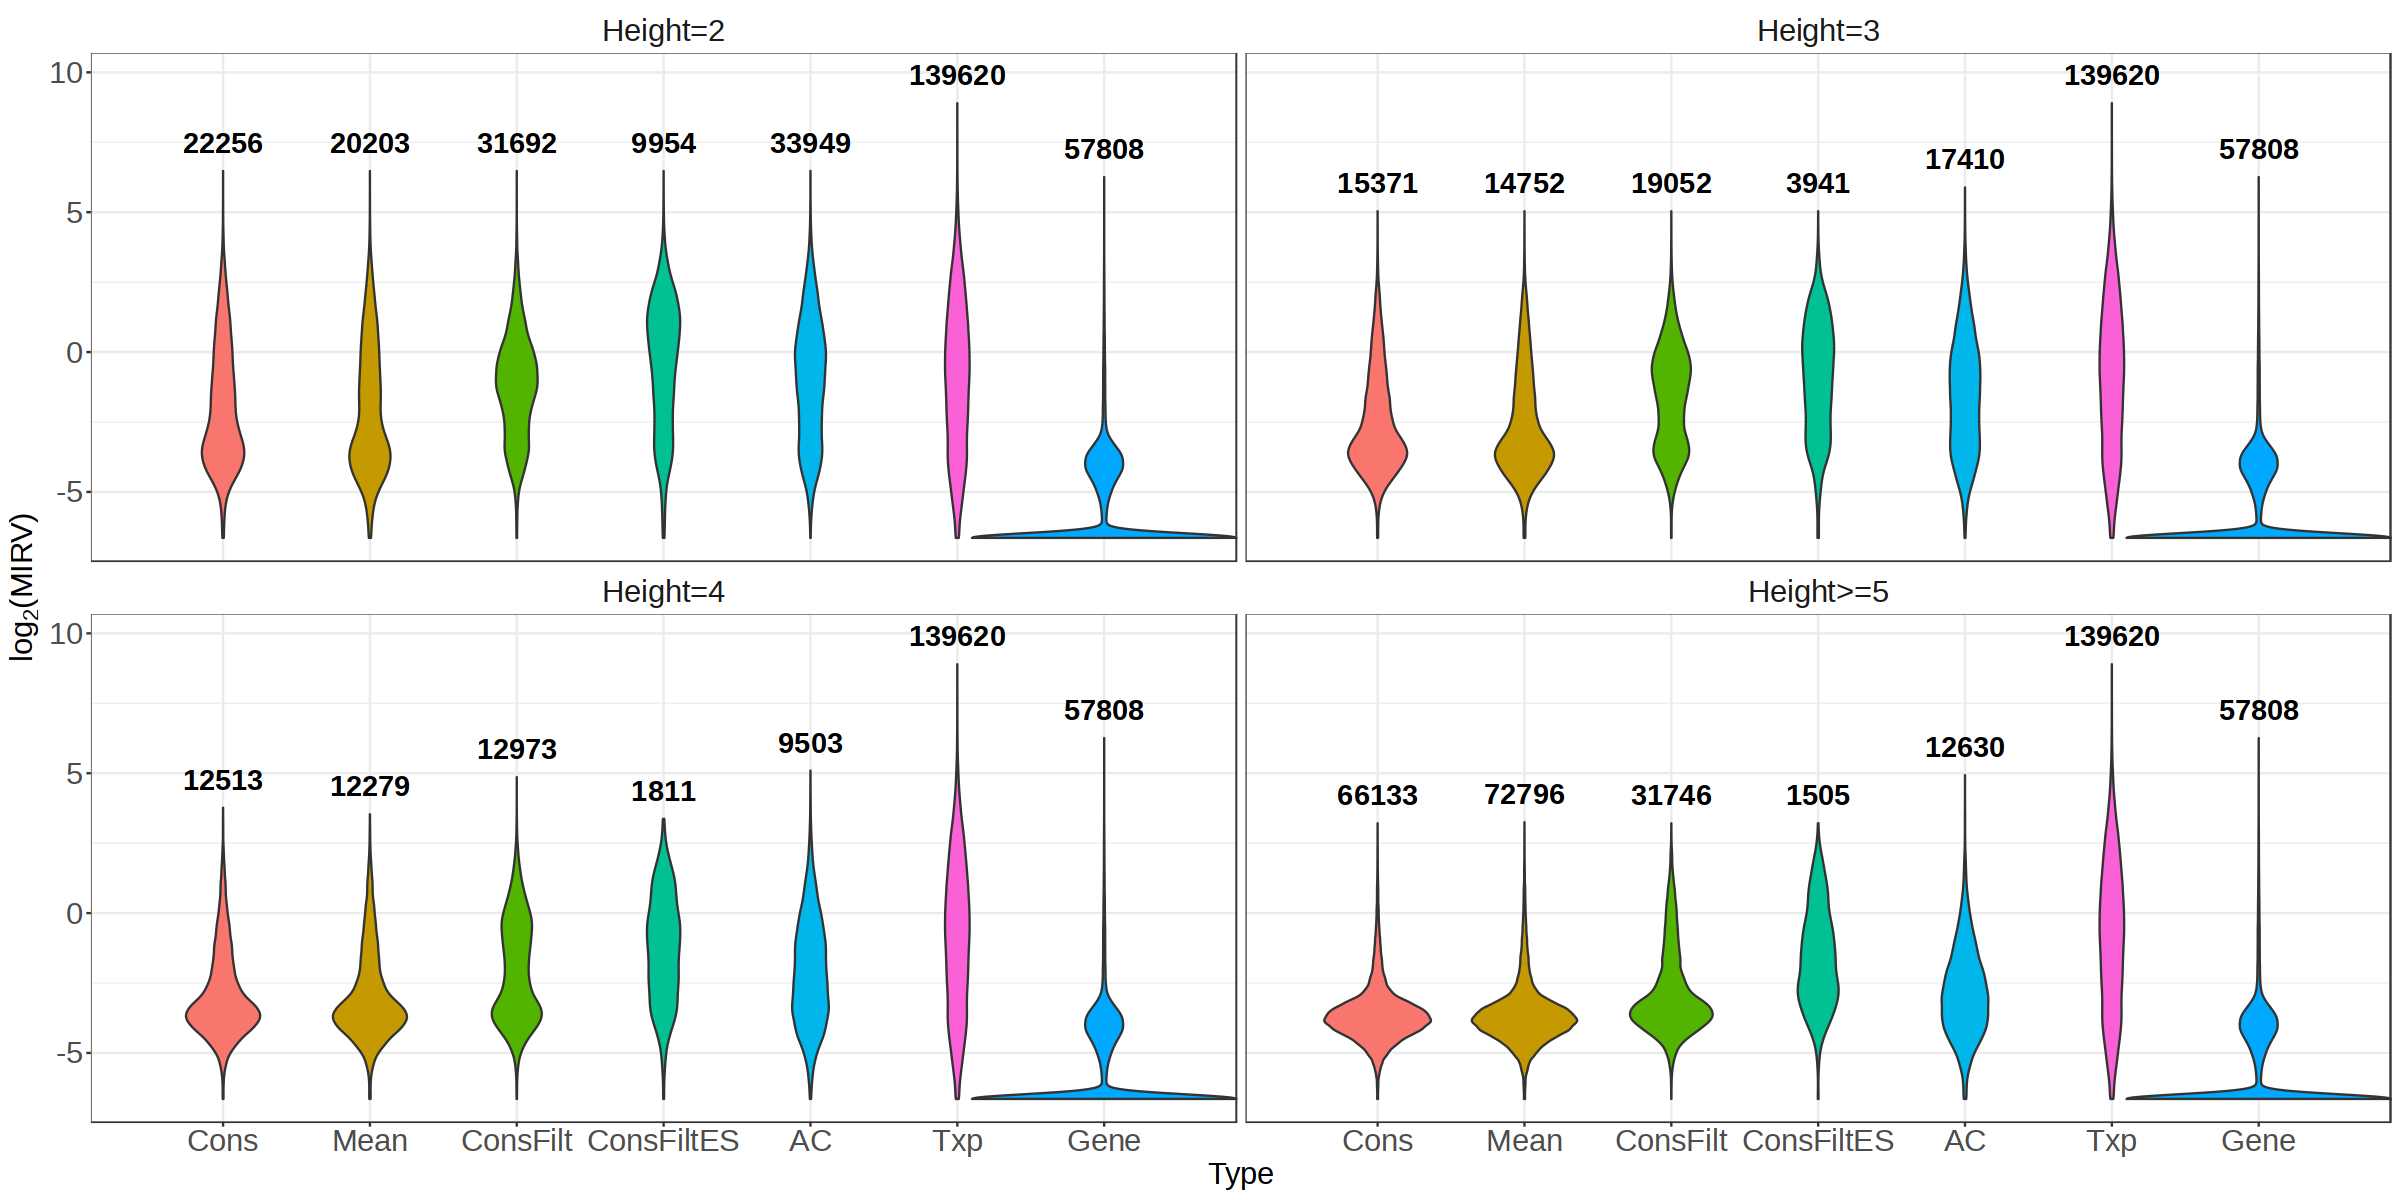 Height=2
Height=3
10
5
0
-5
22256 20203 31692 9954 33949 139620 57808
15371 14752 19052 3941 17410 139620 57808
Height=4
Height>=5
10
5
0
-5
12513 12279 12973 1811 9503 139620 57808
66133 72796 31746 1505 12630 139620 57808
Cons Mean ConsFilt ConsFiltES AC Txp Gene
Cons Mean ConsFilt ConsFiltES AC Txp Gene
Type
log₂(MIRV)